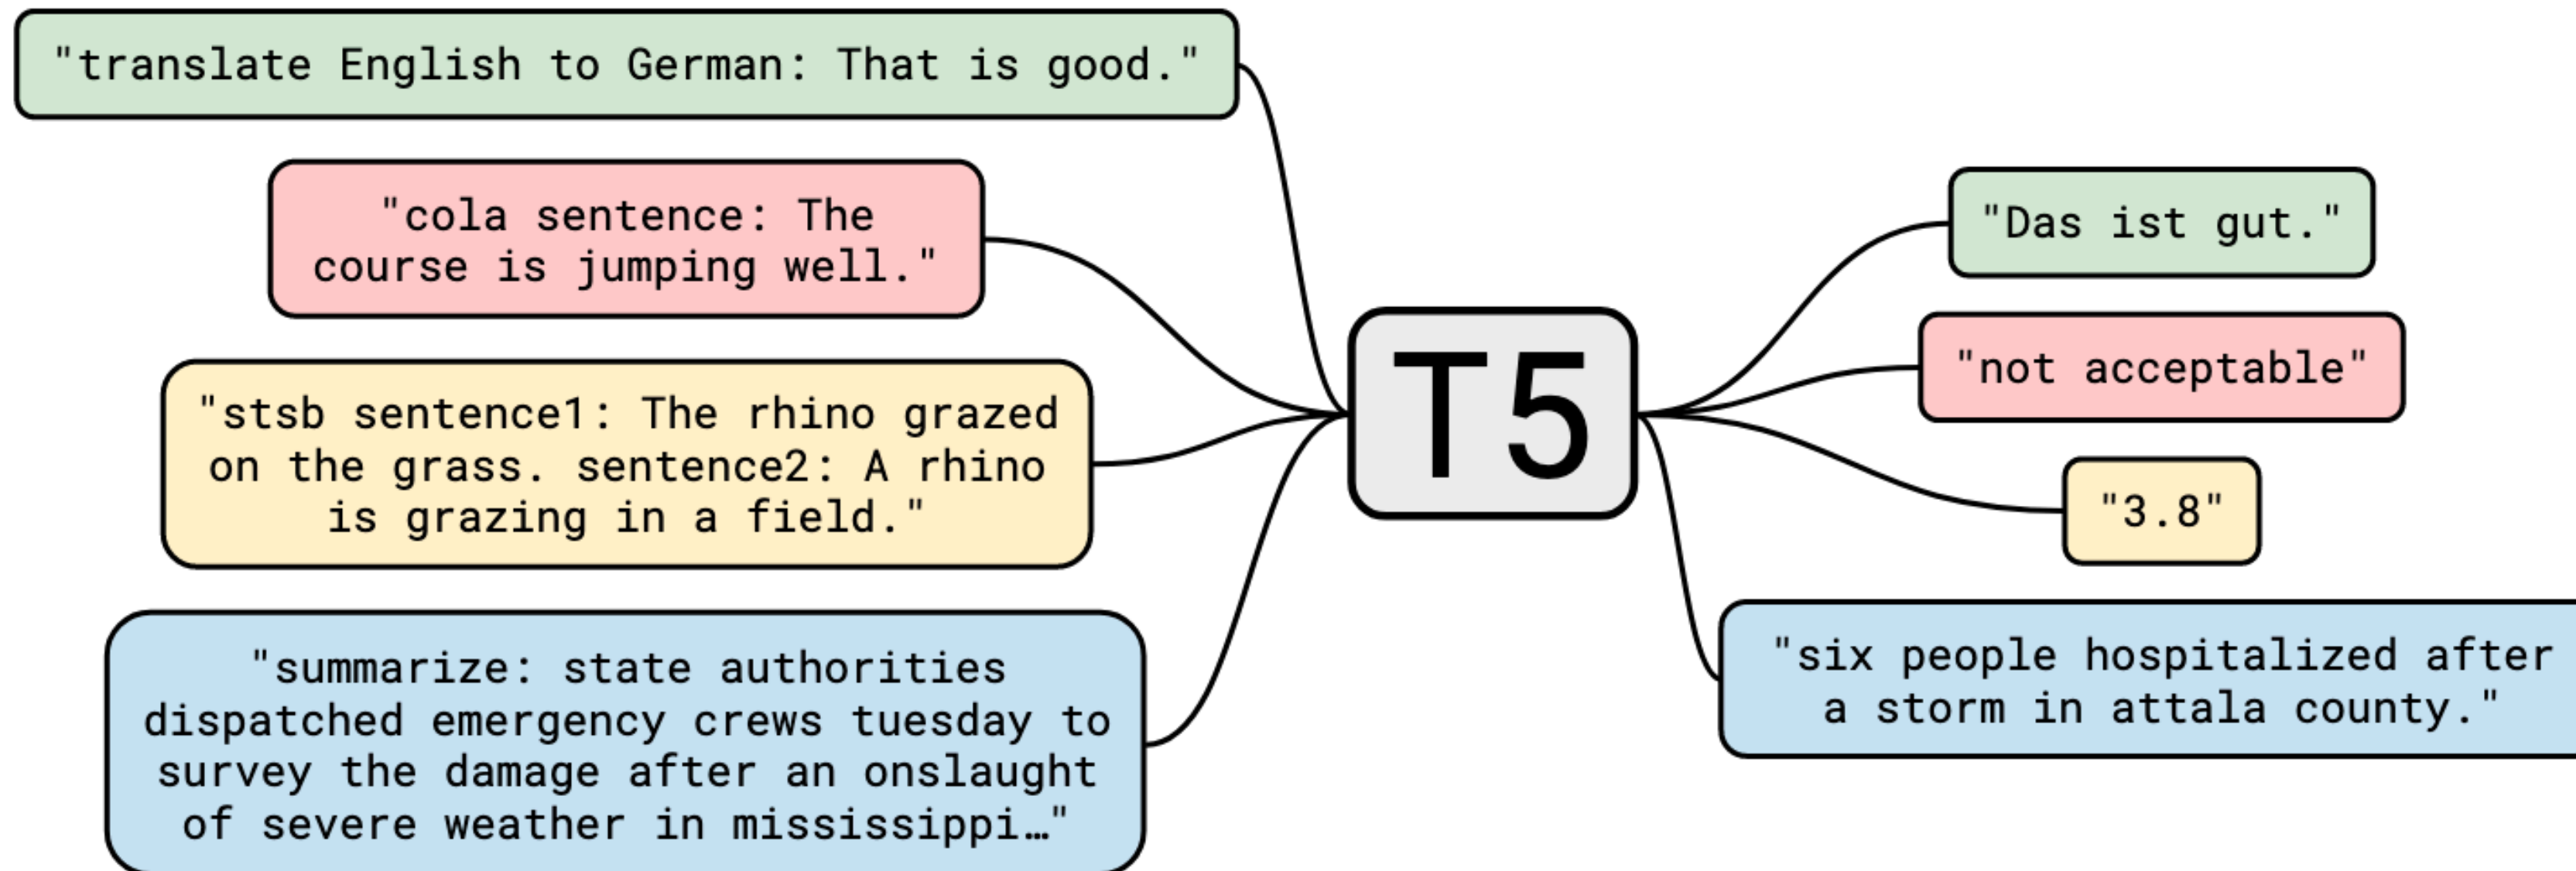 "translate English to German: That is good."
"cola sentence: The
course is jumping well."
"stsb sentence1: The rhino grazed
on the grass. sentence2: A rhino
is grazing in a field."
"summarize: state authorities
dispatched emergency crews tuesday to
survey the damage after an onslaught
of severe weather in mississippi…"
T5
"Das ist gut."
"not acceptable"
"3.8"
"six people hospitalized after
a storm in attala county."